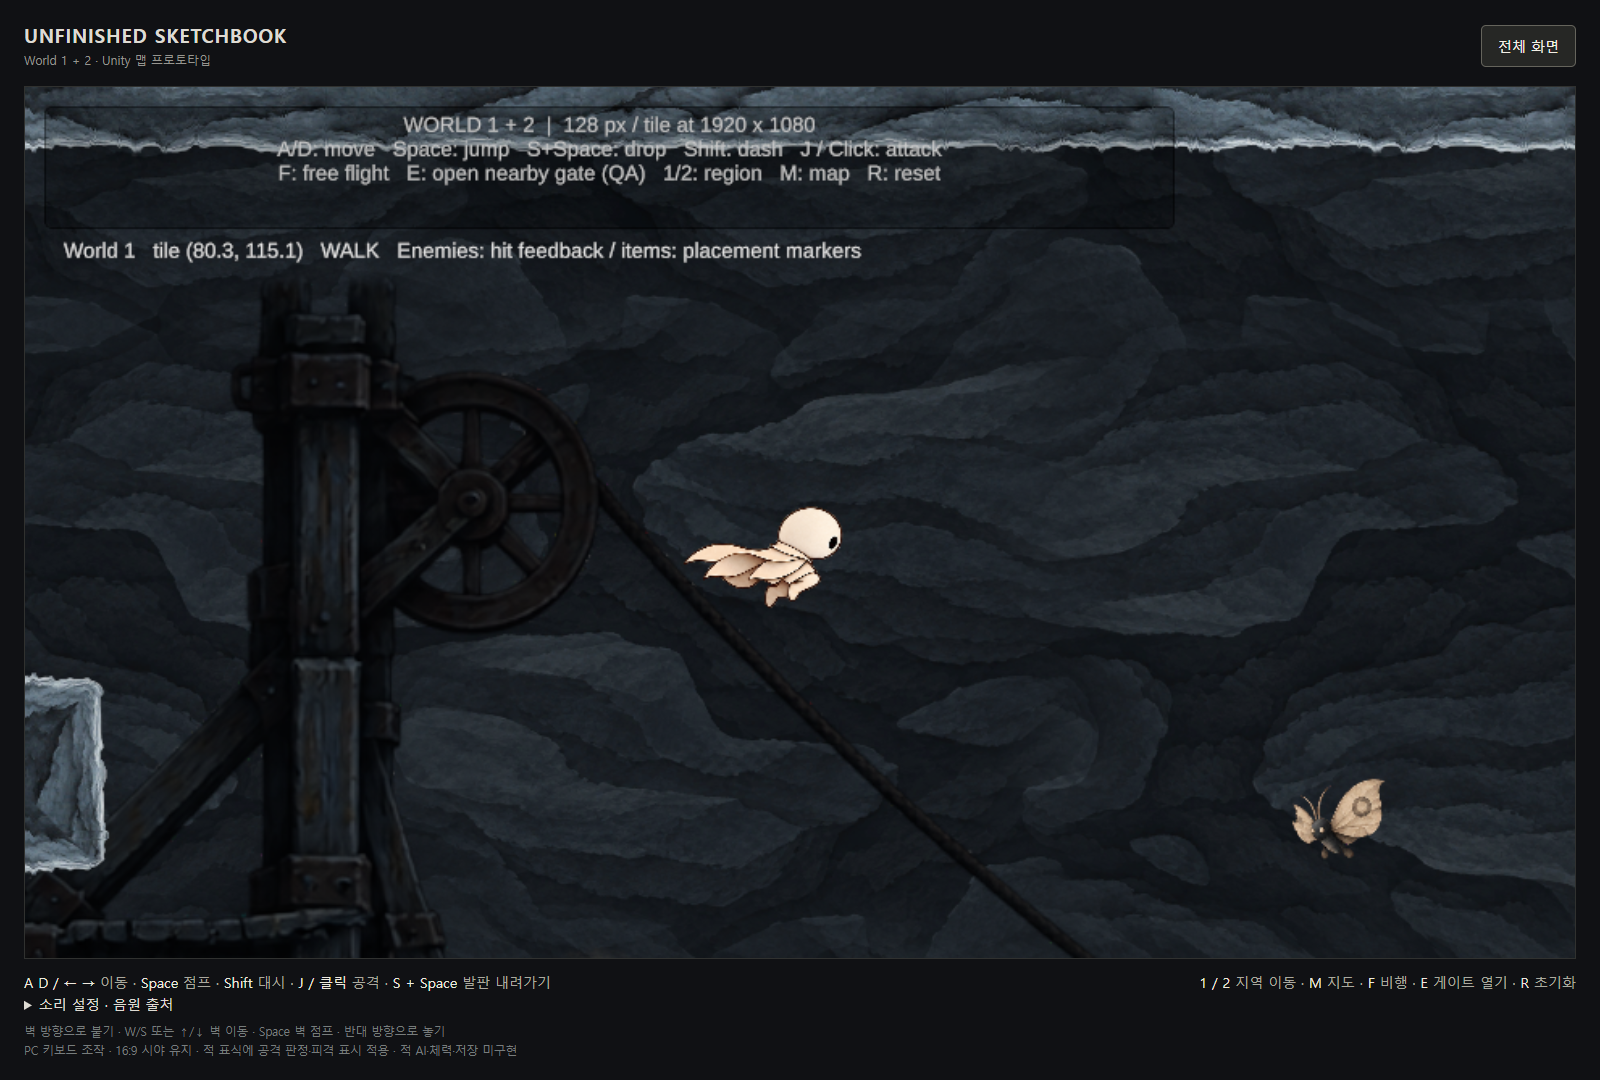 UNFINISHED SKETCHBOOK
World 1 + 2 · Unity 맵 프로토타입
전체 화면
WORLD 1 + 2 | 128 px / tile at 1920 x 1080
A/D: move Space: jump S+Space: drop Shift: dash J / Click: attack
F: free flight E: open nearby gate (QA) 1/2: region M: map R: reset
World 1 tile (80.3, 115.1) WALK Enemies: hit feedback / items: placement markers
A D / ← → 이동 · Space 점프 · Shift 대시 · J / 클릭 공격 · S + Space 발판 내려가기
1 / 2 지역 이동 · M 지도 · F 비행 · E 게이트 열기 · R 초기화
▶ 소리 설정 · 음원 출처
벽 방향으로 붙기 · W/S 또는 ↑/↓ 벽 이동 · Space 벽 점프 · 반대 방향으로 놓기
PC 키보드 조작 · 16:9 시야 유지 · 적 표식에 공격 판정·피격 표시 적용 · 적 AI·체력·저장 미구현